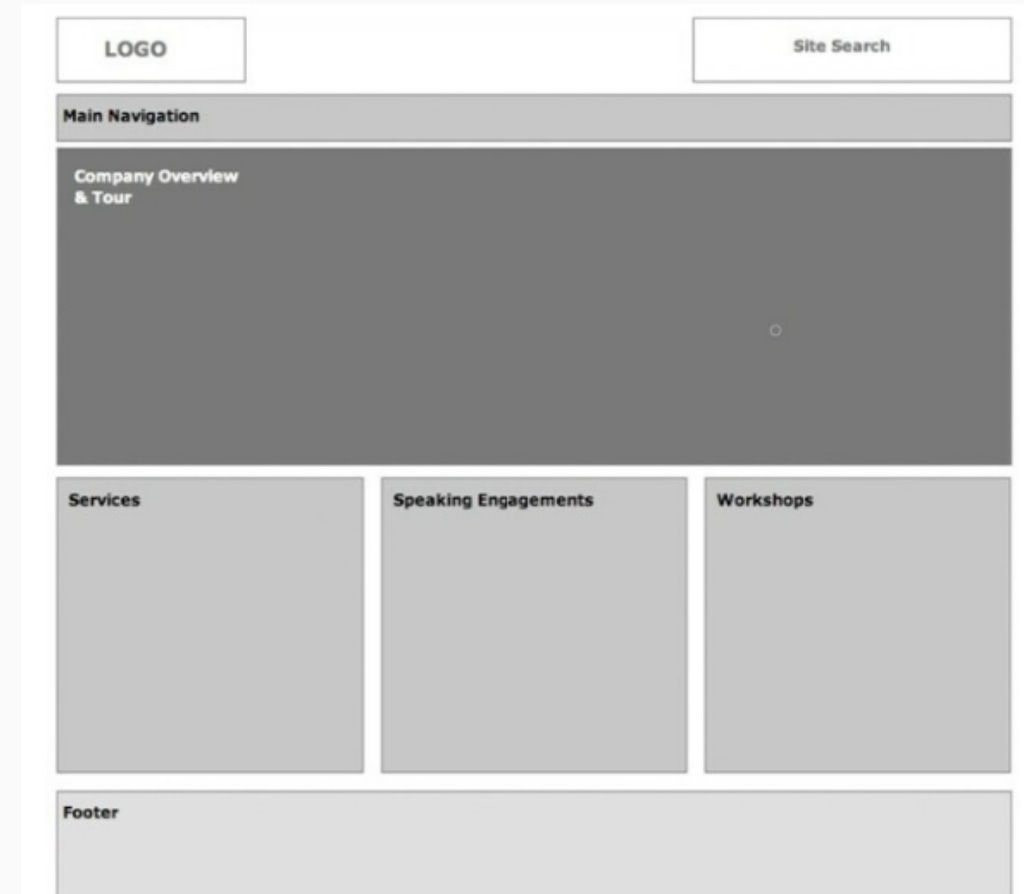 LOGO
Site Search
Main Navigation
Company Overview
& Tour
Services
Speaking Engagements
Workshops
Footer